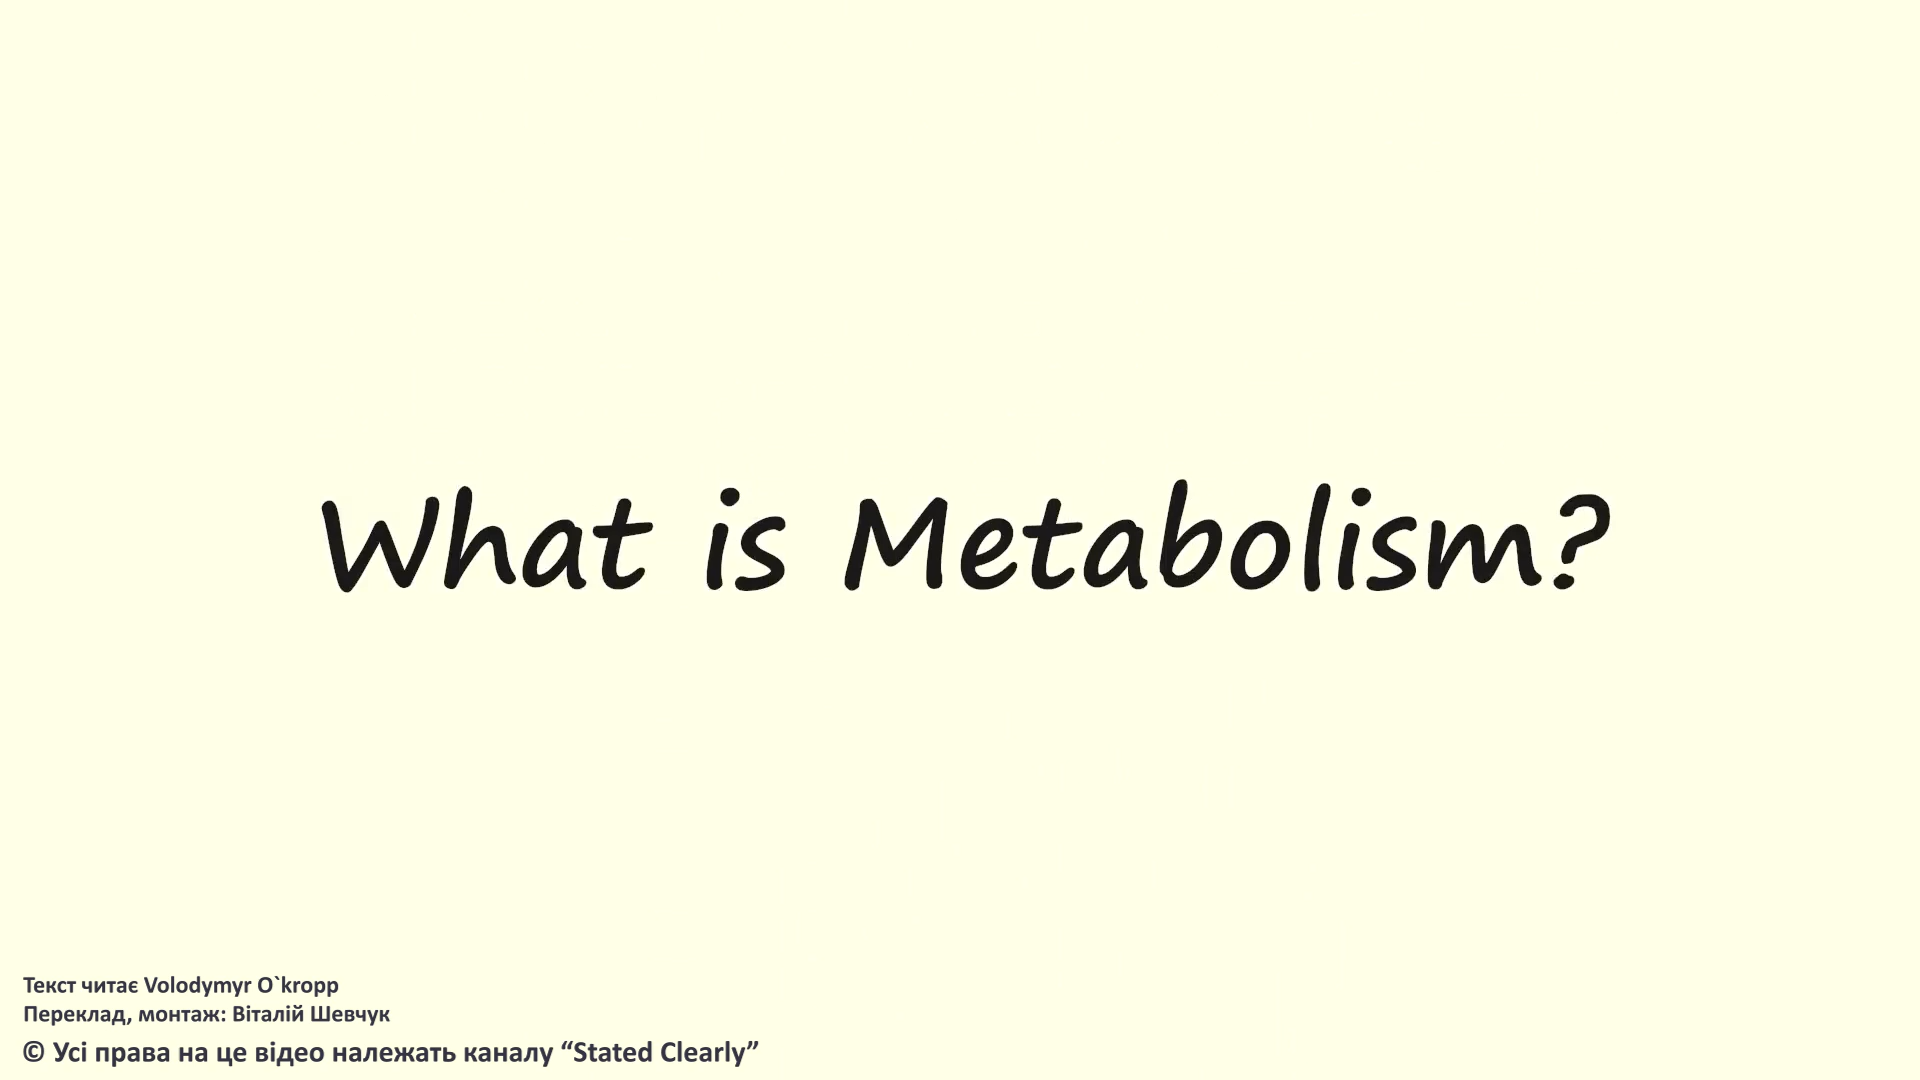 What is Metabolism?
Текст читає Volodymyr O`kropp
Переклад, монтаж: Віталій Шевчук
© Усі права на це відео належать каналу “Stated Clearly”